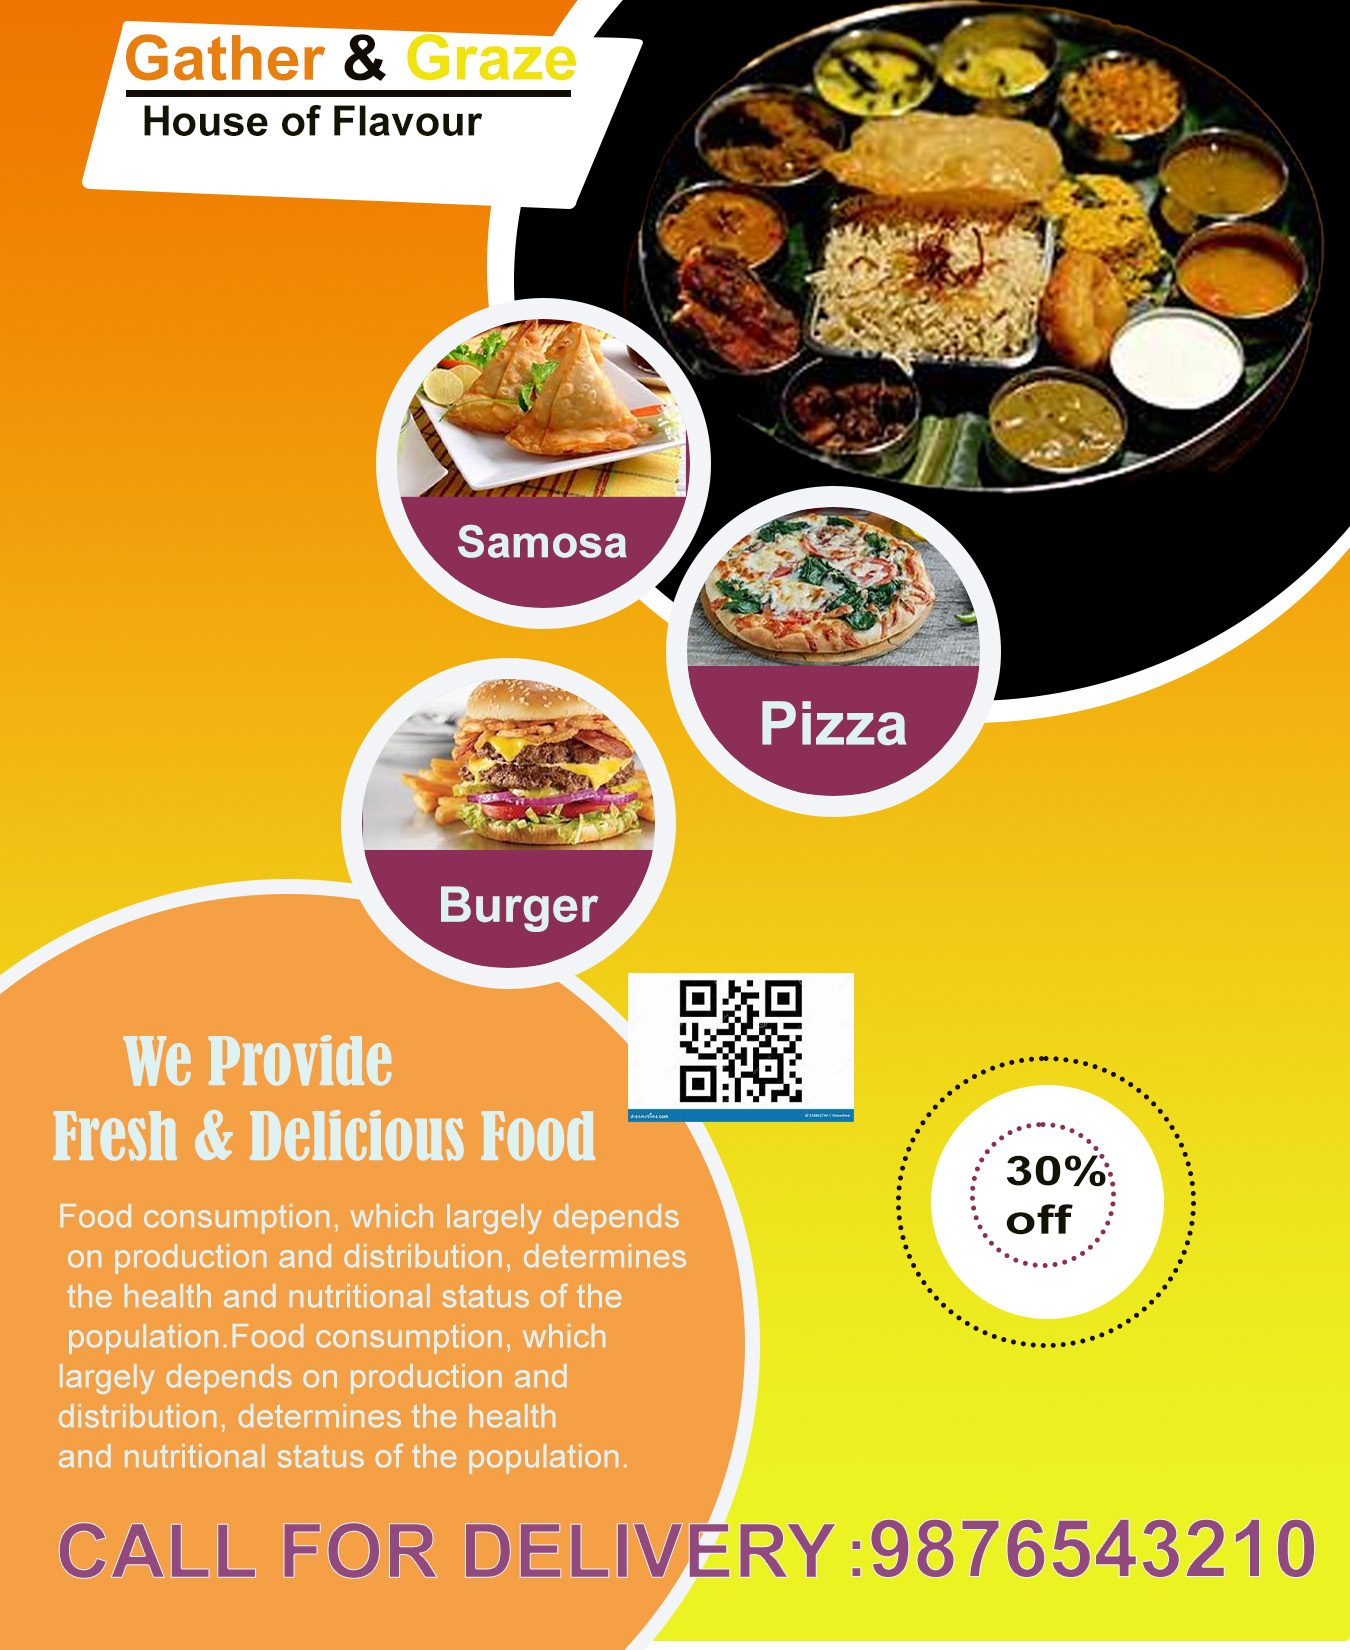 Gather & Graze
House of Flavour
Samosa
Pizza
Burger
We Provide
Fresh & Delicious Food
Food consumption, which largely depends
on production and distribution, determines
the health and nutritional status of the
population.Food consumption, which
largely depends on production and
distribution, determines the health
and nutritional status of the population.
dreamstime.com
30%
off
CALL FOR DELIVERY :9876543210